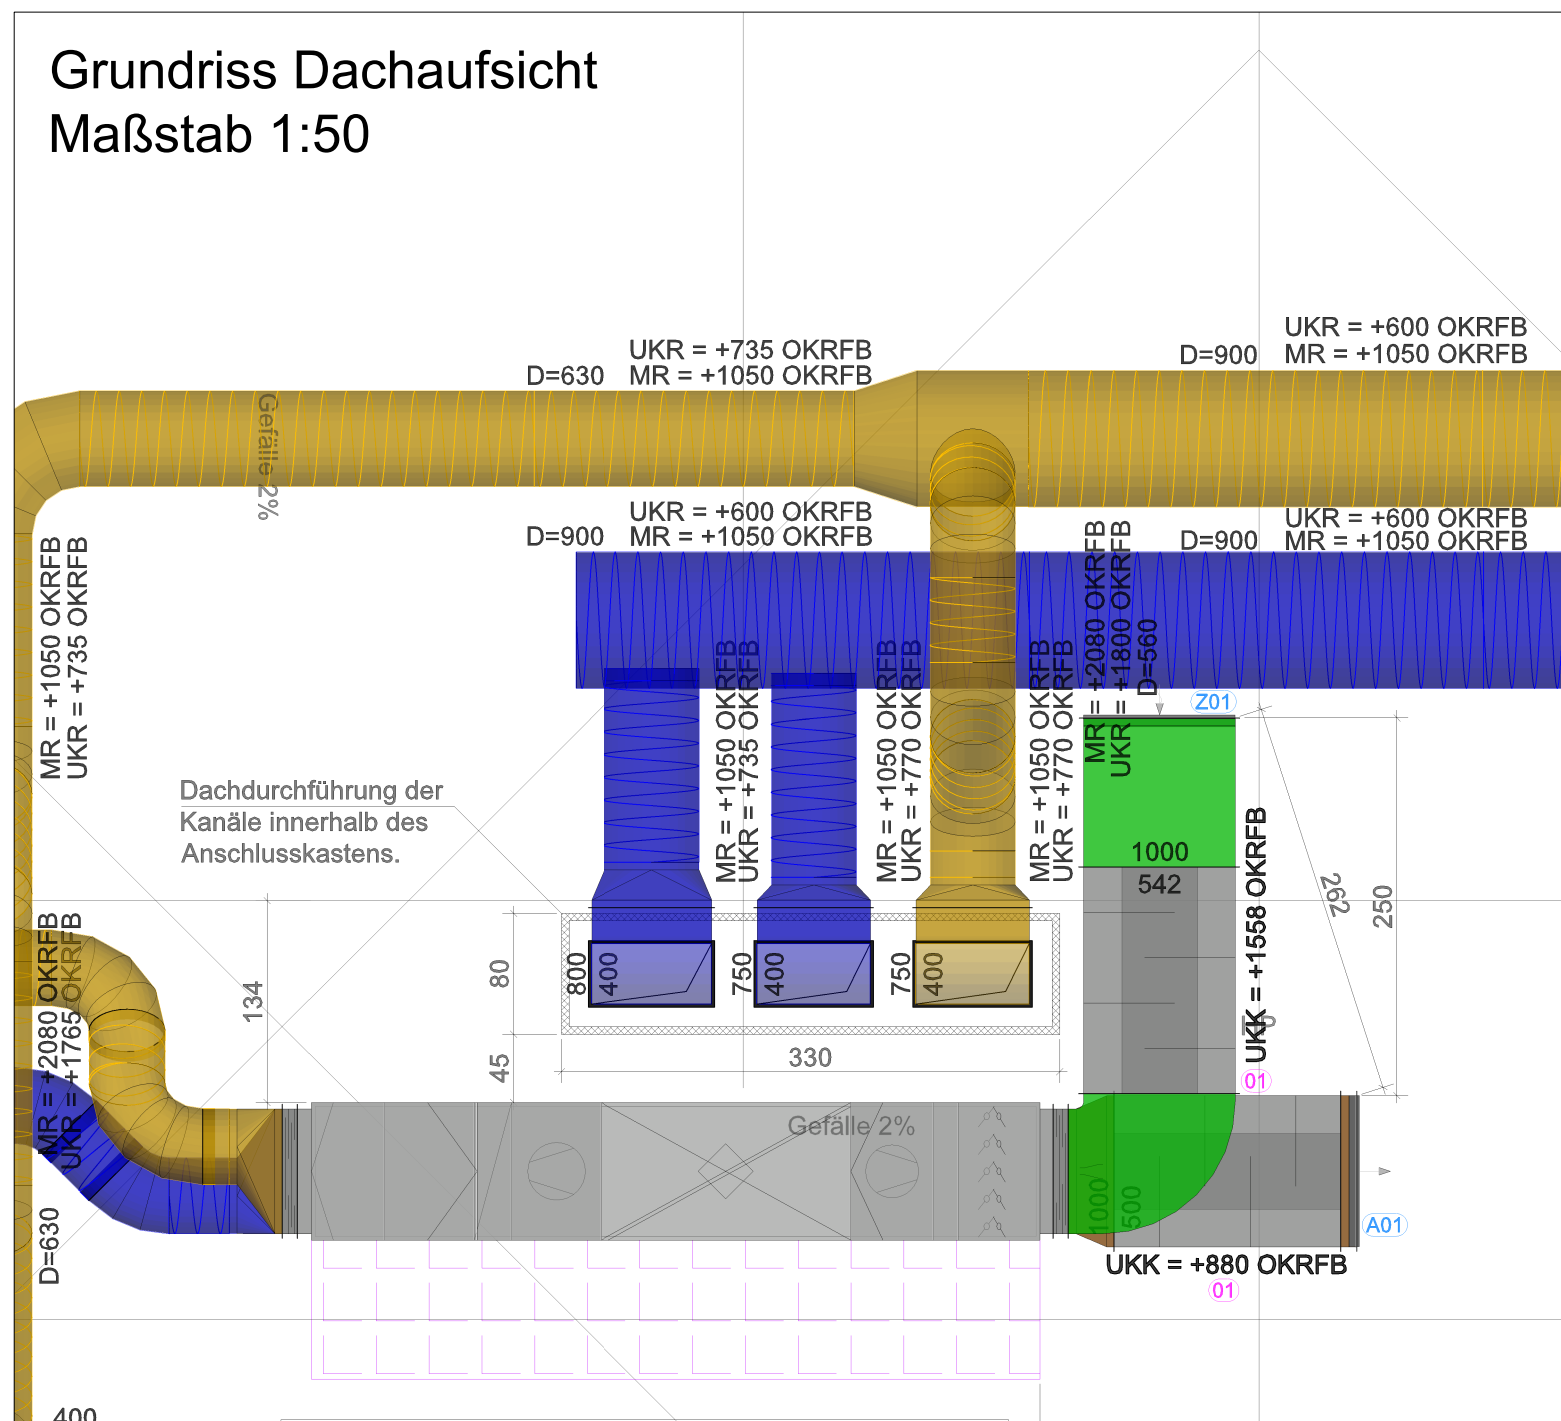 Grundriss Dachaufsicht
Maßstab 1:50
UKR = +735 OKRFB
D=630 MR = +1050 OKRFB
UKR = +600 OKRFB
D=900 MR = +1050 OKRFB
Gefälle 2%
UKR = +600 OKRFB
D=900 MR = +1050 OKRFB
UKR = +600 OKRFB
D=900 MR = +1050 OKRFB
MR = +1050 OKRFB
UKR = +735 OKRFB
MR = +1050 OKRFB
UKR = +735 OKRFB
MR = +1050 OKRFB
UKR = +770 OKRFB
MR = +1050 OKRFB
UKR = +770 OKRFB
MR = +2080 OKRFB
UKR = +1800 OKRFB
D=560
Z01
Dachdurchführung der
Kanäle innerhalb des
Anschlusskastens.
1000
542
UKK = +1558 OKRFB
262
250
MR = +2080 OKRFB
UKR = +1765 OKRFB
134
80
800
400
750
400
750
400
45
330
01
Gefälle 2%
1000
500
A01
D=630
UKK = +880 OKRFB
01
400